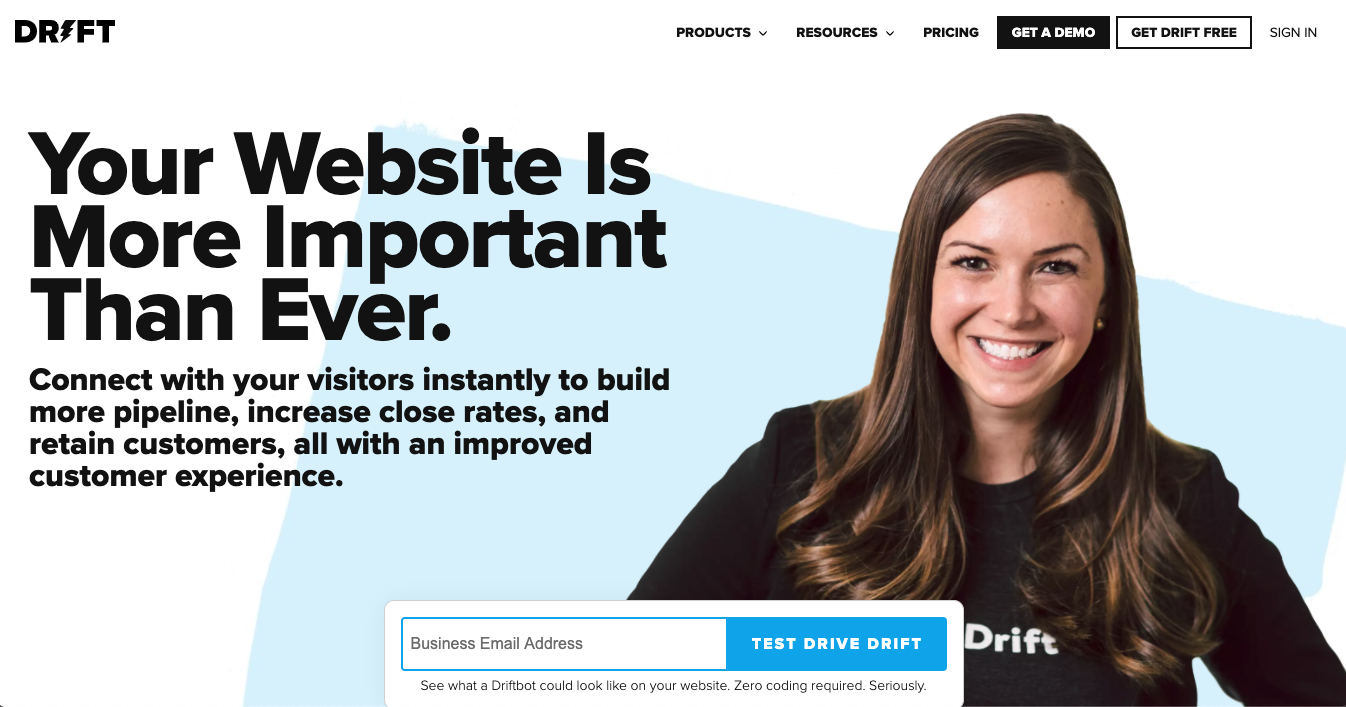 DRIFT
PRODUCTS
RESOURCES
PRICING
GET A DEMO
GET DRIFT FREE
SIGN IN
Your Website Is
More Important
Than Ever.
Connect with your visitors instantly to build
more pipeline, increase close rates, and
retain customers, all with an improved
customer experience.
Business Email Address
TEST DRIVE DRIFT
Drift
See what a Driftbot could look like on your website. Zero coding required. Seriously.